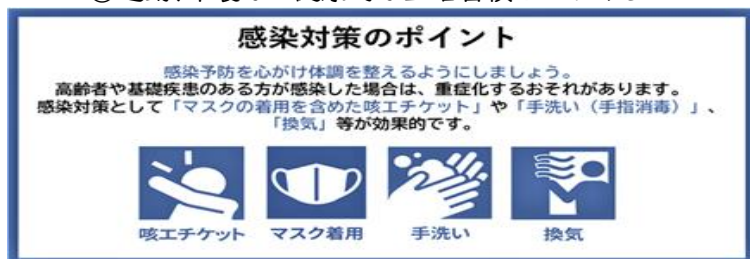 感染対策のポイント
感染予防を心がけ体調を整えるようにしましょう。
高齢者や基礎疾患のある方が感染した場合は、重症化するおそれがあります。
感染対策として「マスクの着用を含めた咳エチケット」や「手洗い（手指消毒）」、
「換気」等が効果的です。
咳エチケット マスク着用 手洗い 換気